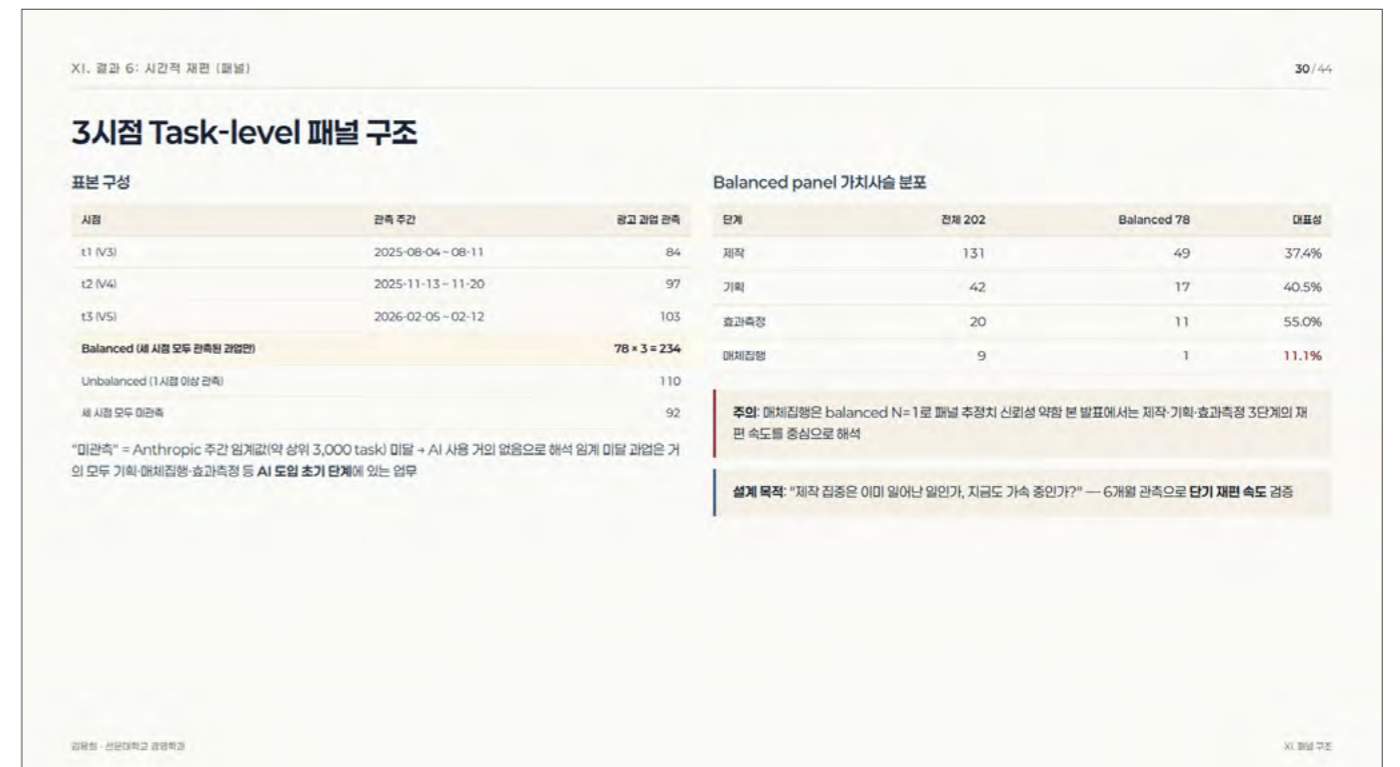 XI. 결과 6: 시간적 재편 (패널)
30/44
3시점 Task-level 패널 구조
표본 구성
시점 관측 주간 광고 과업 관측
t1 (V3) 2025-08-04 ~ 08-11 84
t2 (V4) 2025-11-13 ~ 11-20 97
t3 (V5) 2026-02-05 ~ 02-12 103
Balanced (세 시점 모두 관측된 과업만) 78 × 3 = 234
Unbalanced (1시점 이상 관측) 110
세 시점 모두 미관측 92
"미관측" = Anthropic 주간 임계값(약 상위 3,000 task) 미달 → AI 사용 거의 없음으로 해석 임계 미달 과업은 거
의 모두 기획·매체집행·효과측정 등 AI 도입 초기 단계에 있는 업무
Balanced panel 가치사슬 분포
단계 전체 202 Balanced 78 대표성
제작 131 49 37.4%
기획 42 17 40.5%
효과측정 20 11 55.0%
매체집행 9 1 11.1%
주의: 매체집행은 balanced N=1로 패널 추정치 신뢰성 약함 본 발표에서는 제작·기획·효과측정 3단계의 재
편 속도를 중심으로 해석
설계 목적: "제작 집중은 이미 일어난 일인가, 지금도 가속 중인가?" — 6개월 관측으로 단기 재편 속도 검증
김용희 · 선문대학교 경영학과
XI. 패널 구조